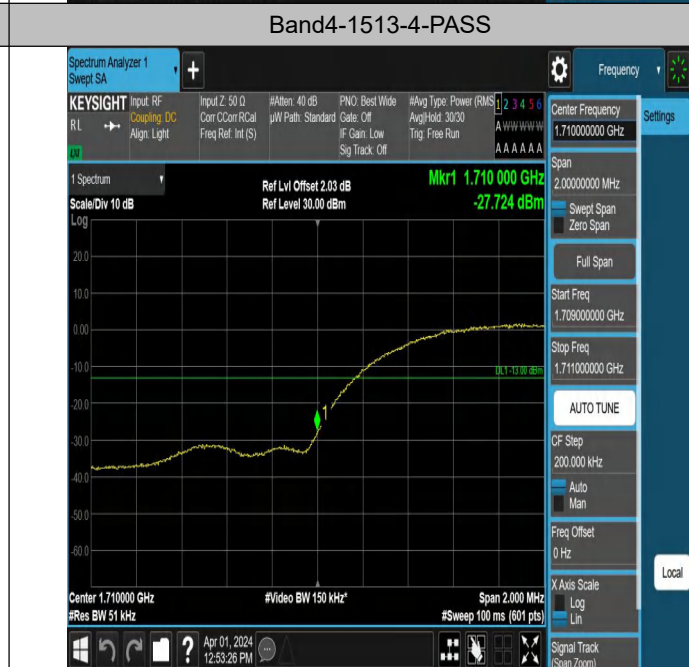 Band4-1513-4-PASS
Spectrum Analyzer 1
Swept SA
Frequency
KEYSIGHT
RL
Input: RF
Coupling: DC
Align: Light
Input Z: 50 Ω
Corr CCorr RCal
Freq Ref: Int (S)
#Atten: 40 dB
µW Path: Standard
PNO: Best Wide
Gate: Off
IF Gain: Low
Sig Track: Off
#Avg Type: Power (RMS
Avg|Hold: 30/30
Trig: Free Run
1 2 3 4 5 6
A W W W W W
A A A A A A
LXI
1 Spectrum
Scale/Div 10 dB
Log
Ref Lvl Offset 2.03 dB
Ref Level 30.00 dBm
Mkr1 1.710 000 GHz
-27.724 dBm
20.0
10.0
0.00
-10.0
-20.0
-30.0
-40.0
-50.0
-60.0
DL1 -13.00 dBm
1
Center 1.710000 GHz
#Res BW 51 kHz
#Video BW 150 kHz*
Span 2.000 MHz
#Sweep 100 ms (601 pts)
?
Apr 01, 2024
12:53:26 PM
Center Frequency
1.710000000 GHz
Span
2.00000000 MHz
Swept Span
Zero Span
Full Span
Start Freq
1.709000000 GHz
Stop Freq
1.711000000 GHz
AUTO TUNE
CF Step
200.000 kHz
Auto
Man
Freq Offset
0 Hz
X Axis Scale
Log
Lin
Signal Track
(Span Zoom)
Settings
Local